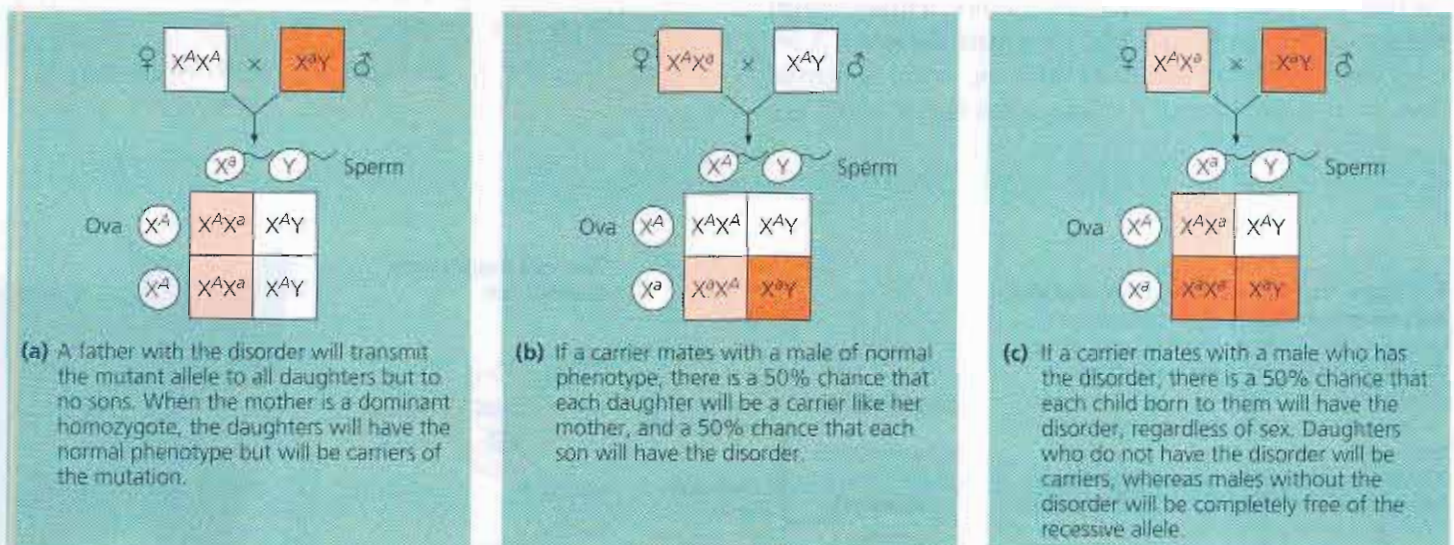 ♀ XAXA × XaY ♂
Xa Y Sperm
Ova XA XAXa XAY
XA XAXa XAY
(a) A father with the disorder will transmit
the mutant allele to all daughters but to
no sons. When the mother is a dominant
homozygote, the daughters will have the
normal phenotype but will be carriers of
the mutation.
♀ XAXa × XAY ♂
XA Y Sperm
Ova XA XAXA XAY
Xa XaXA XaY
(b) If a carrier mates with a male of normal
phenotype, there is a 50% chance that
each daughter will be a carrier like her
mother, and a 50% chance that each
son will have the disorder.
♀ XAXa × XaY ♂
Xa Y Sperm
Ova XA XAXa XAY
Xa XaXa XaY
(c) If a carrier mates with a male who has
the disorder, there is a 50% chance that
each child born to them will have the
disorder, regardless of sex. Daughters
who do not have the disorder will be
carriers, whereas males without the
disorder will be completely free of the
recessive allele.